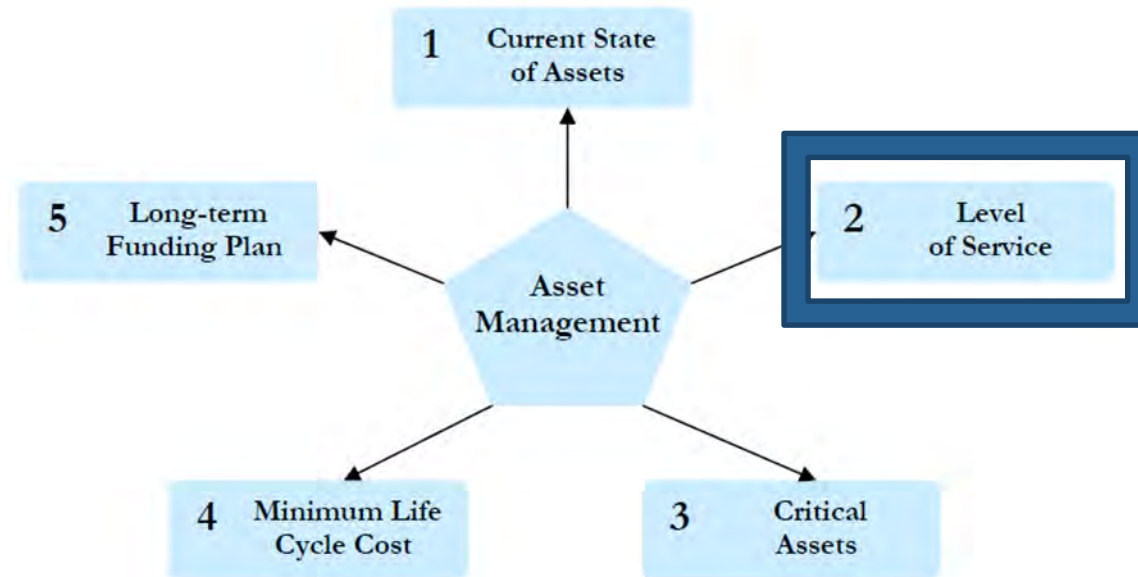 1 Current State
of Assets
2 Level
of Service
3 Critical
Assets
4 Minimum Life
Cycle Cost
5 Long-term
Funding Plan
Asset
Management